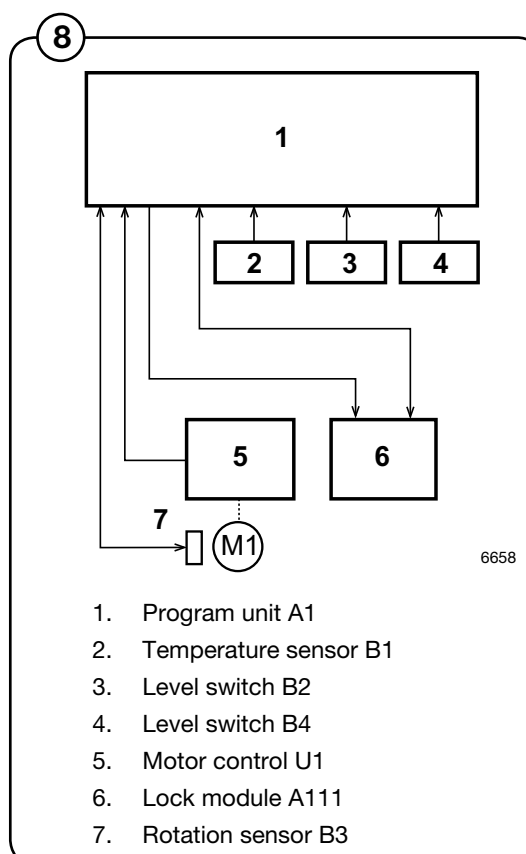 8
1
2 3 4
5 6
7
M1
6658
1. Program unit A1
2. Temperature sensor B1
3. Level switch B2
4. Level switch B4
5. Motor control U1
6. Lock module A111
7. Rotation sensor B3